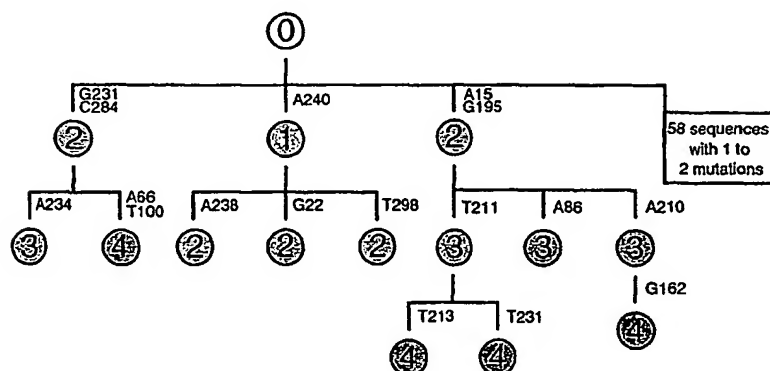 0
G231
C284
A240
A15
G195
2
1
2
58 sequences
with 1 to
2 mutations
A234
A66
T100
A238
G22
T298
T211
A86
A210
3
4
2
2
2
3
3
3
T213
T231
G162
4
4
4